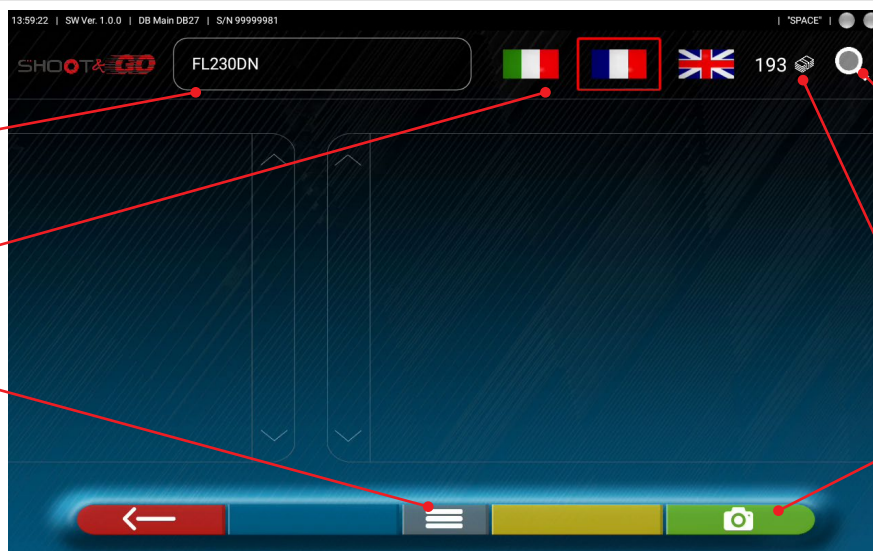 13:59:22 | SW Ver. 1.0.0 | DB Main DB27 | S/N 99999981 | "SPACE" |
SHOOT&GO FL230DN 193